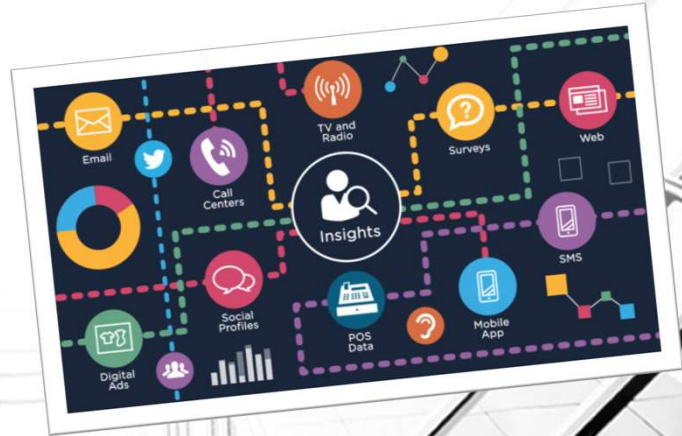 Email
Call
Centers
TV and
Radio
Surveys
Web
Insights
SMS
Social
Profiles
POS
Data
Mobile
App
Digital
Ads